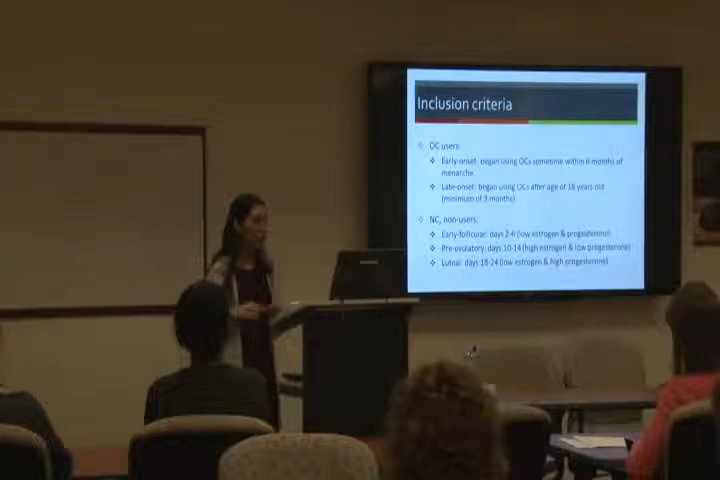 Inclusion criteria
OC users:
Early-onset: began using OCs sometime within 6 months of
menarche.
Late-onset: began using OCs after age of 18 years old
(minimum of 3 months).
NC, non-users:
Early-follicular: days 2-6 (low estrogen & progesterone)
Pre-ovulatory: days 10-14 (high estrogen & low progesterone)
Luteal: days 18-24 (low estrogen & high progesterone)